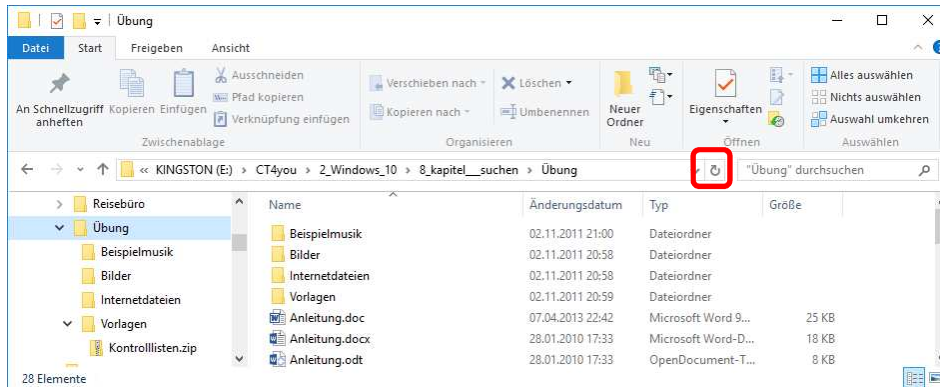 Übung
Datei Start Freigeben Ansicht
An Schnellzugriff anheften
Kopieren
Einfügen
Ausschneiden
Pfad kopieren
Verknüpfung einfügen
Zwischenablage
Verschieben nach
Kopieren nach
Löschen
Umbenennen
Organisieren
Neuer Ordner
Neu
Eigenschaften
Öffnen
Alles auswählen
Nichts auswählen
Auswahl umkehren
Auswählen
« KINGSTON (E:) › CT4you › 2_Windows_10 › 8_kapitel__suchen › Übung
"Übung" durchsuchen
Reisebüro
Übung
Beispielmusik
Bilder
Internetdateien
Vorlagen
Kontrolllisten.zip
Name Änderungsdatum Typ Größe
Beispielmusik 02.11.2011 21:00 Dateiordner
Bilder 02.11.2011 20:58 Dateiordner
Internetdateien 02.11.2011 20:58 Dateiordner
Vorlagen 02.11.2011 20:59 Dateiordner
Anleitung.doc 07.04.2013 22:42 Microsoft Word 9... 25 KB
Anleitung.docx 28.01.2010 17:33 Microsoft Word-D... 18 KB
Anleitung.odt 28.01.2010 17:33 OpenDocument-T... 8 KB
28 Elemente